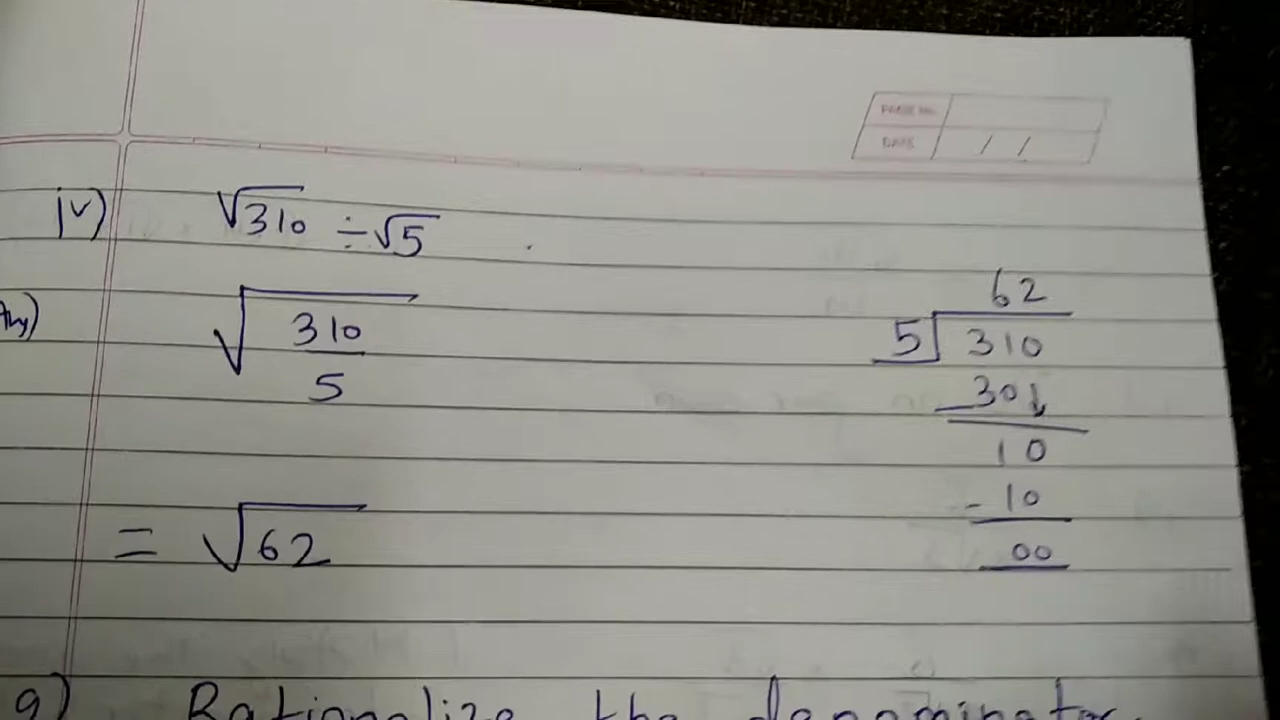 PAGE No.
DATE / /
iv) √310 ÷ √5
Ans) √310/5
= √62
62
5 310
30↓
10
- 10
00
9) Rationalize the denominator.